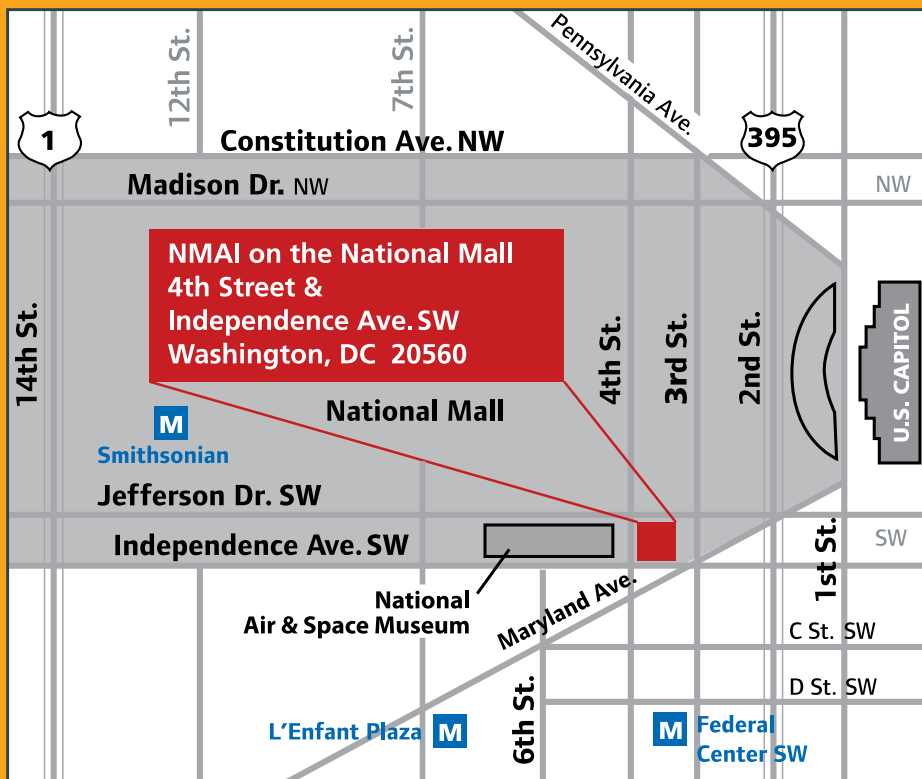 12th St.
7th St.
Pennsylvania Ave.
1
Constitution Ave. NW
395
Madison Dr. NW
NW
NMAI on the National Mall
4th Street &
Independence Ave. SW
Washington, DC 20560
14th St.
4th St.
3rd St.
2nd St.
U.S. CAPITOL
National Mall
M
Smithsonian
Jefferson Dr. SW
Independence Ave. SW
SW
1st St.
National
Air & Space Museum
Maryland Ave.
C St. SW
D St. SW
6th St.
L'Enfant Plaza M
M Federal
Center SW